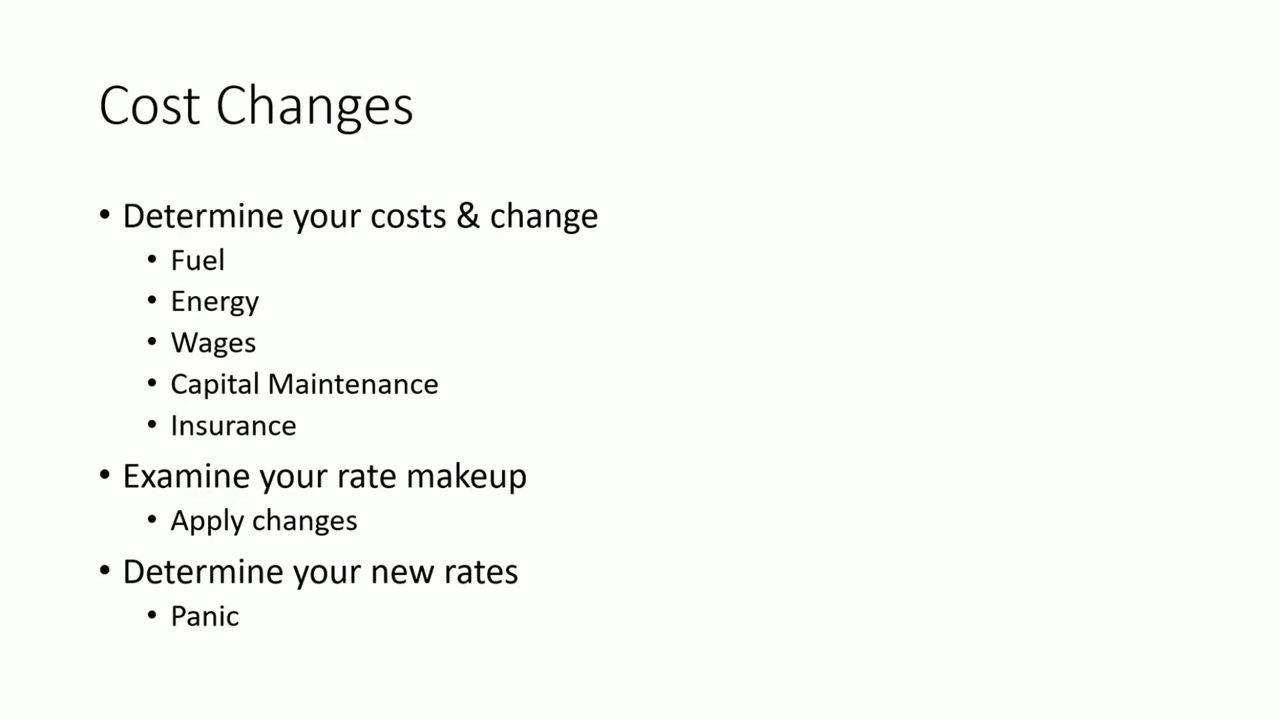 Cost Changes
• Determine your costs & change
• Fuel
• Energy
• Wages
• Capital Maintenance
• Insurance
• Examine your rate makeup
• Apply changes
• Determine your new rates
• Panic